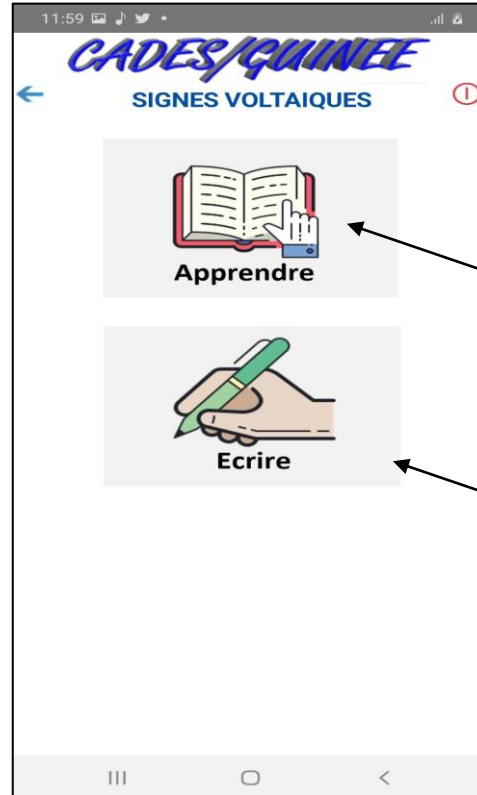 11:59
CADES/GUINEE
SIGNES VOLTAIQUES
Apprendre
Ecrire